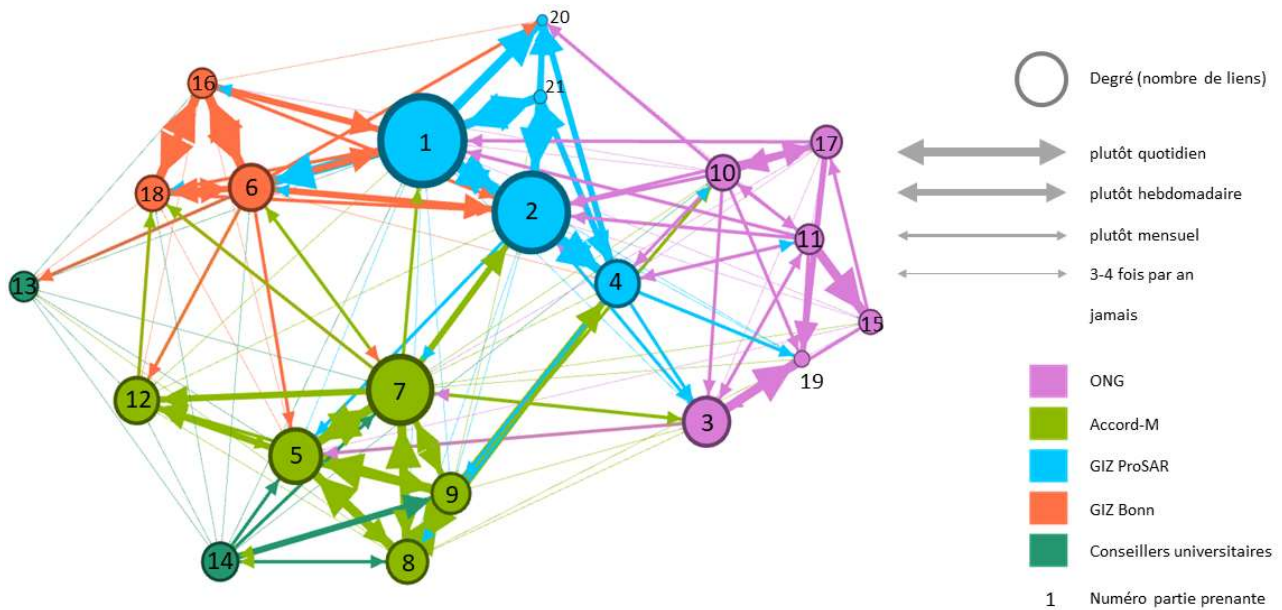 20
21
16
1
17
10
18
6
2
11
4
13
15
19
12
7
3
5
9
14
8
Degré (nombre de liens)
plutôt quotidien
plutôt hebdomadaire
plutôt mensuel
3-4 fois par an
jamais
ONG
Accord-M
GIZ ProSAR
GIZ Bonn
Conseillers universitaires
1 Numéro partie prenante